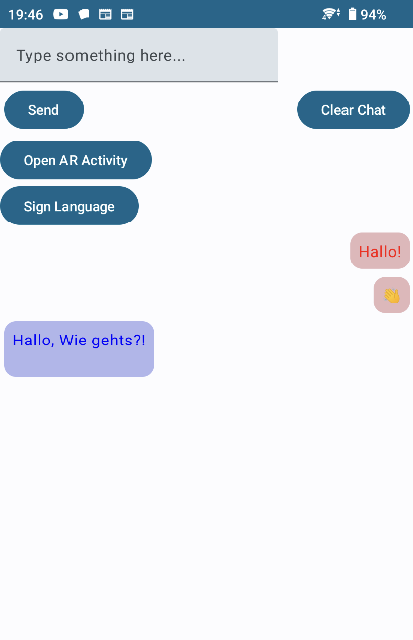 19:46 94%
Type something here...
Send Clear Chat
Open AR Activity
Sign Language
Hallo!
👋
Hallo, Wie gehts?!